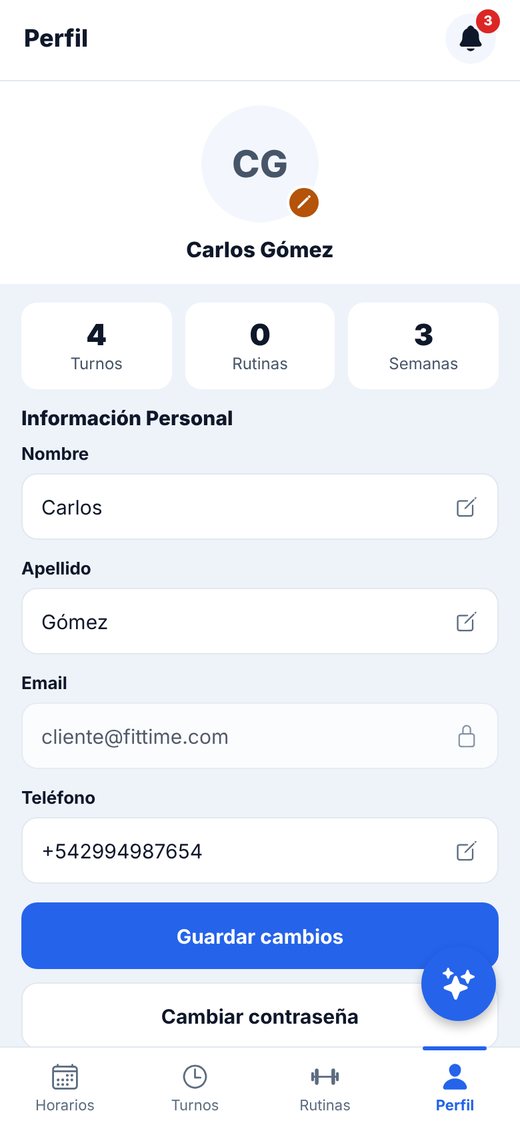 Perfil
3
CG
Carlos Gómez
4
Turnos
0
Rutinas
3
Semanas
Información Personal
Nombre
Carlos
Apellido
Gómez
Email
cliente@fittime.com
Teléfono
+542994987654
Guardar cambios
Cambiar contraseña
Horarios
Turnos
Rutinas
Perfil